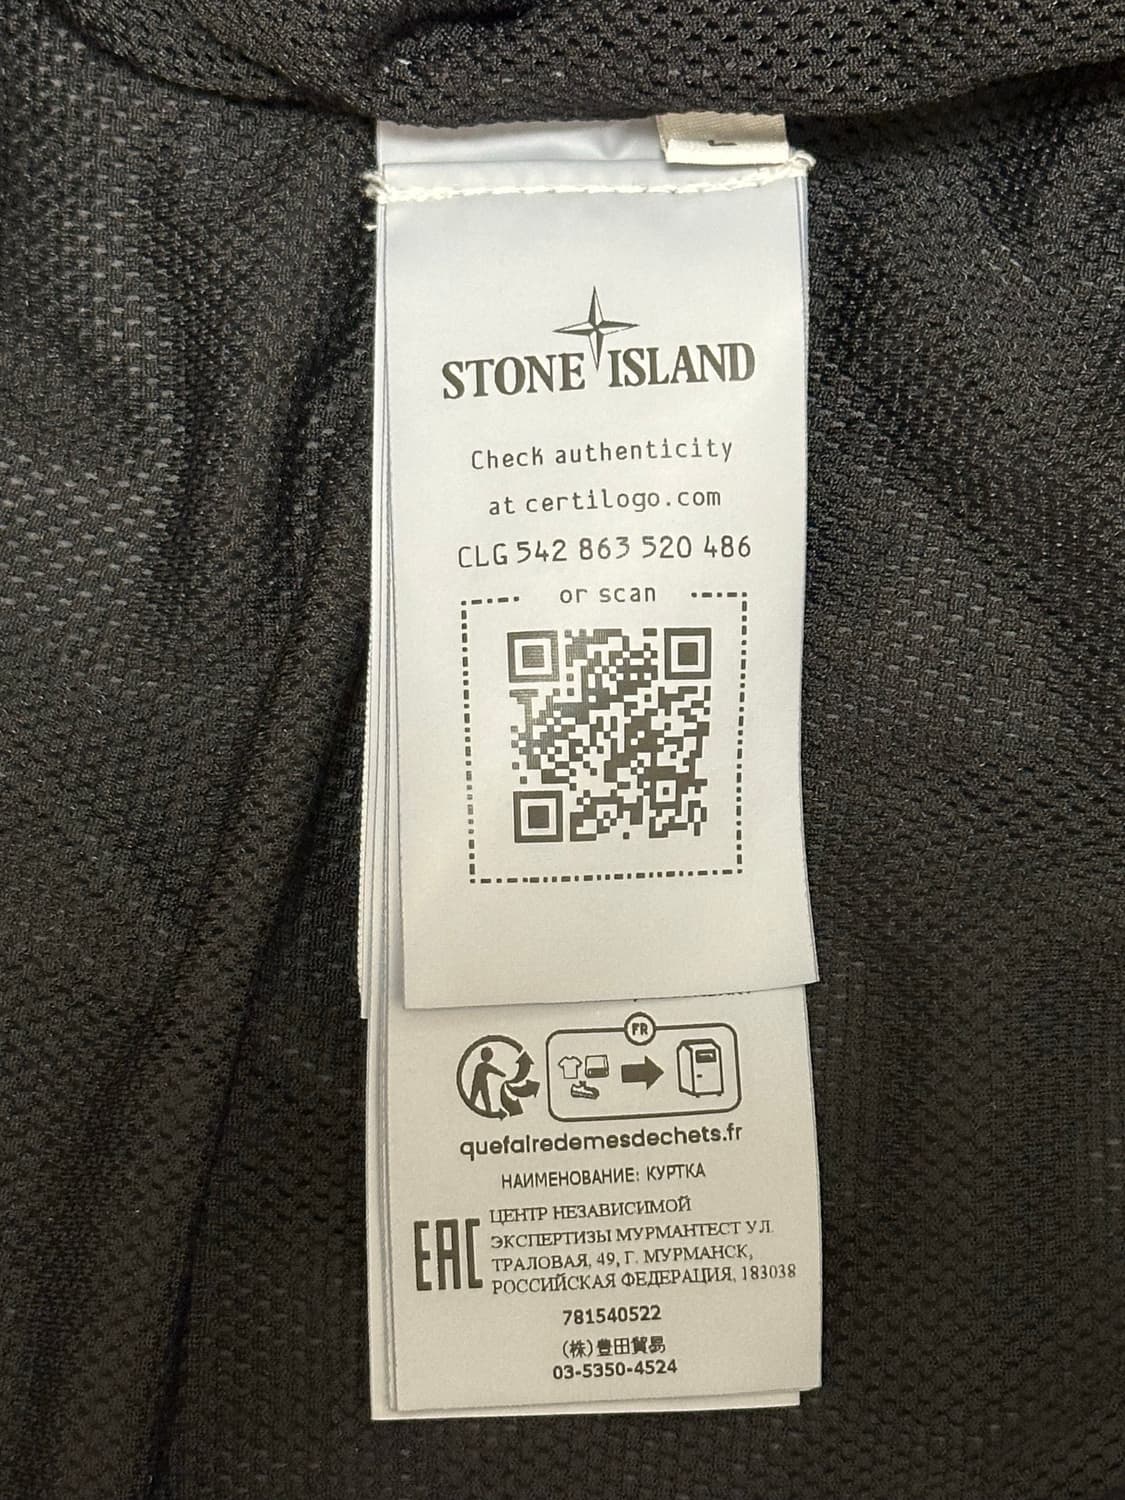 STONE ISLAND
Check authenticity
at certilogo.com
CLG 542 863 520 486
or scan
FR
quefairedemesdechets.fr
НАИМЕНОВАНИЕ: КУРТКА
ЦЕНТР НЕЗАВИСИМОЙ
ЭКСПЕРТИЗЫ МУРМАНТЕСТ УЛ.
ТРАЛОВАЯ, 49, Г. МУРМАНСК,
РОССИЙСКАЯ ФЕДЕРАЦИЯ, 183038
EAC
781540522
(株)豊田貿易
03-5350-4524